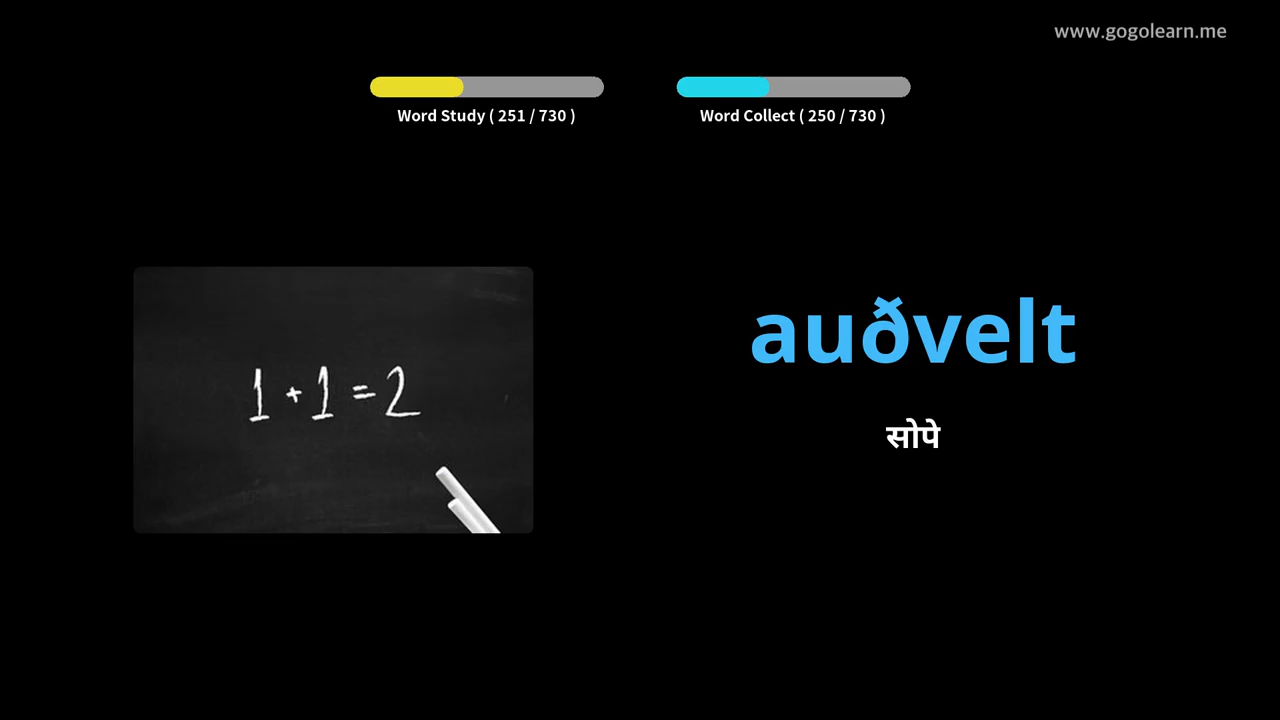 www.gogolearn.me
Word Study ( 251 / 730 )
Word Collect ( 250 / 730 )
1 + 1 = 2
auðvelt
सोपे